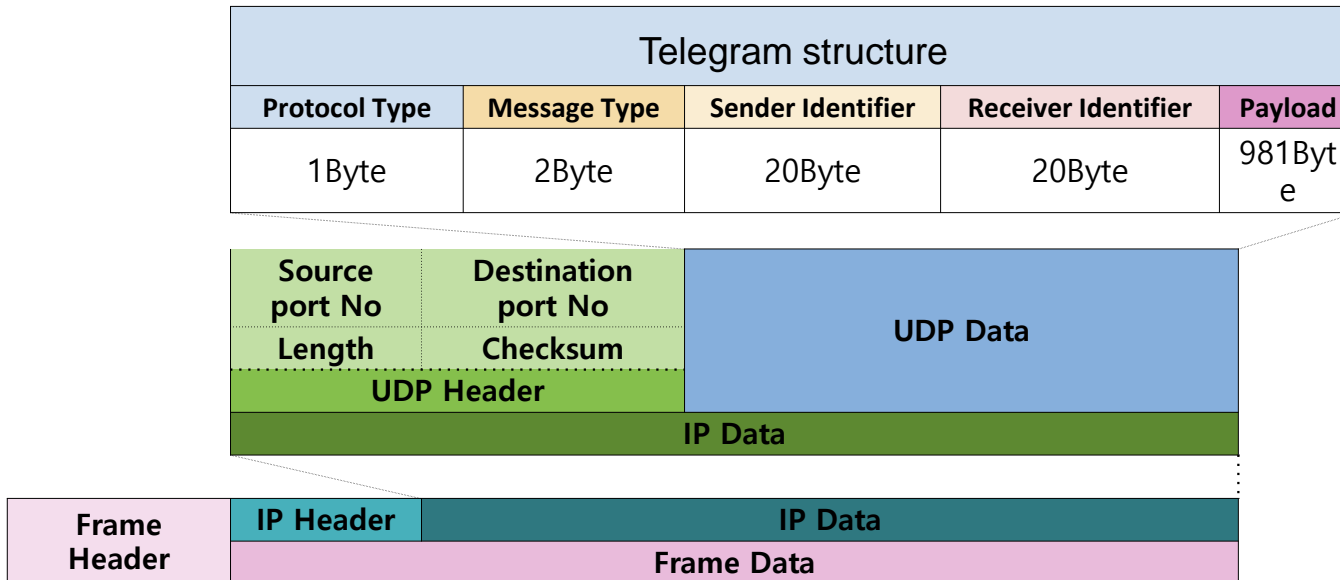 Telegram structure
Protocol Type Message Type Sender Identifier Receiver Identifier Payload
1Byte 2Byte 20Byte 20Byte 981Byt
e
Source
port No
Destination
port No
UDP Data
Length Checksum
UDP Header
IP Data
Frame
Header
IP Header IP Data
Frame Data